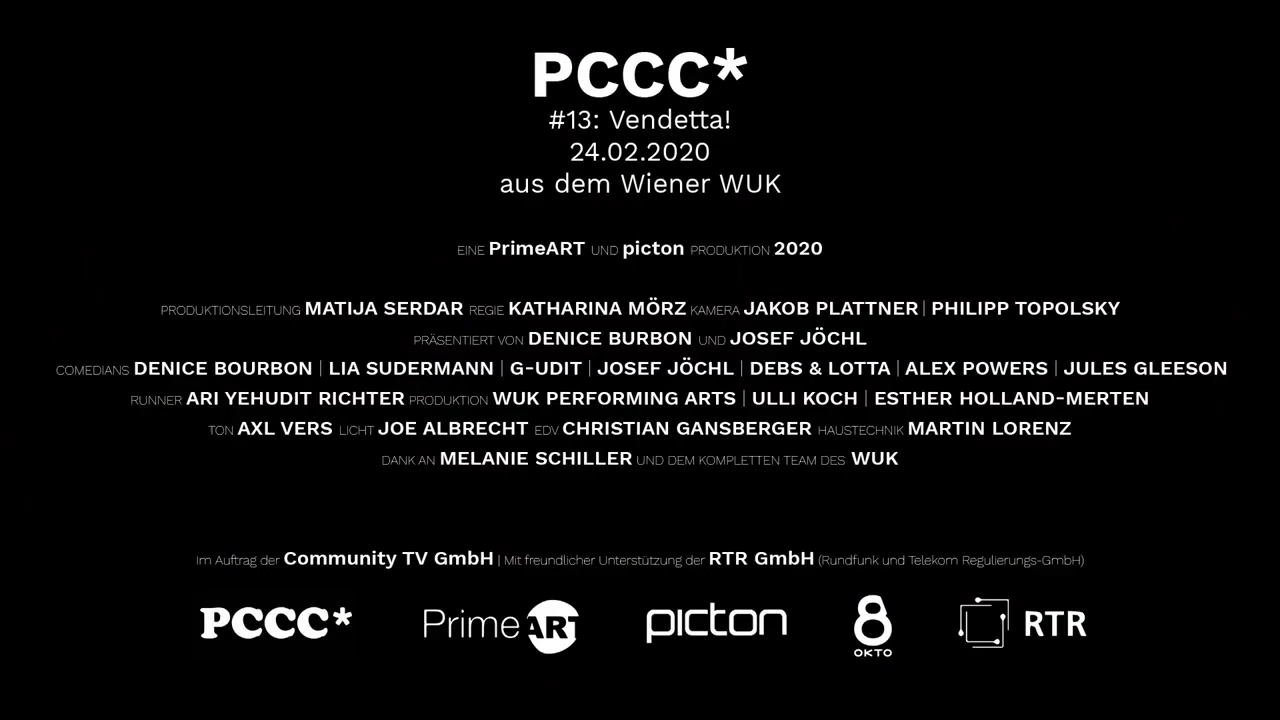 PCCC*
#13: Vendetta!
24.02.2020
aus dem Wiener WUK
EINE PrimeART UND picton PRODUKTION 2020
PRODUKTIONSLEITUNG MATIJA SERDAR REGIE KATHARINA MÖRZ KAMERA JAKOB PLATTNER | PHILIPP TOPOLSKY
PRÄSENTIERT VON DENICE BURBON UND JOSEF JÖCHL
COMEDIANS DENICE BOURBON | LIA SUDERMANN | G-UDIT | JOSEF JÖCHL | DEBS & LOTTA | ALEX POWERS | JULES GLEESON
RUNNER ARI YEHUDIT RICHTER PRODUKTION WUK PERFORMING ARTS | ULLI KOCH | ESTHER HOLLAND-MERTEN
TON AXL VERS LICHT JOE ALBRECHT EDV CHRISTIAN GANSBERGER HAUSTECHNIK MARTIN LORENZ
DANK AN MELANIE SCHILLER UND DEM KOMPLETTEN TEAM DES WUK
Im Auftrag der Community TV GmbH | Mit freundlicher Unterstützung der RTR GmbH (Rundfunk und Telekom Regulierungs-GmbH)
PCCC* PrimeART picton 8 OKTO RTR